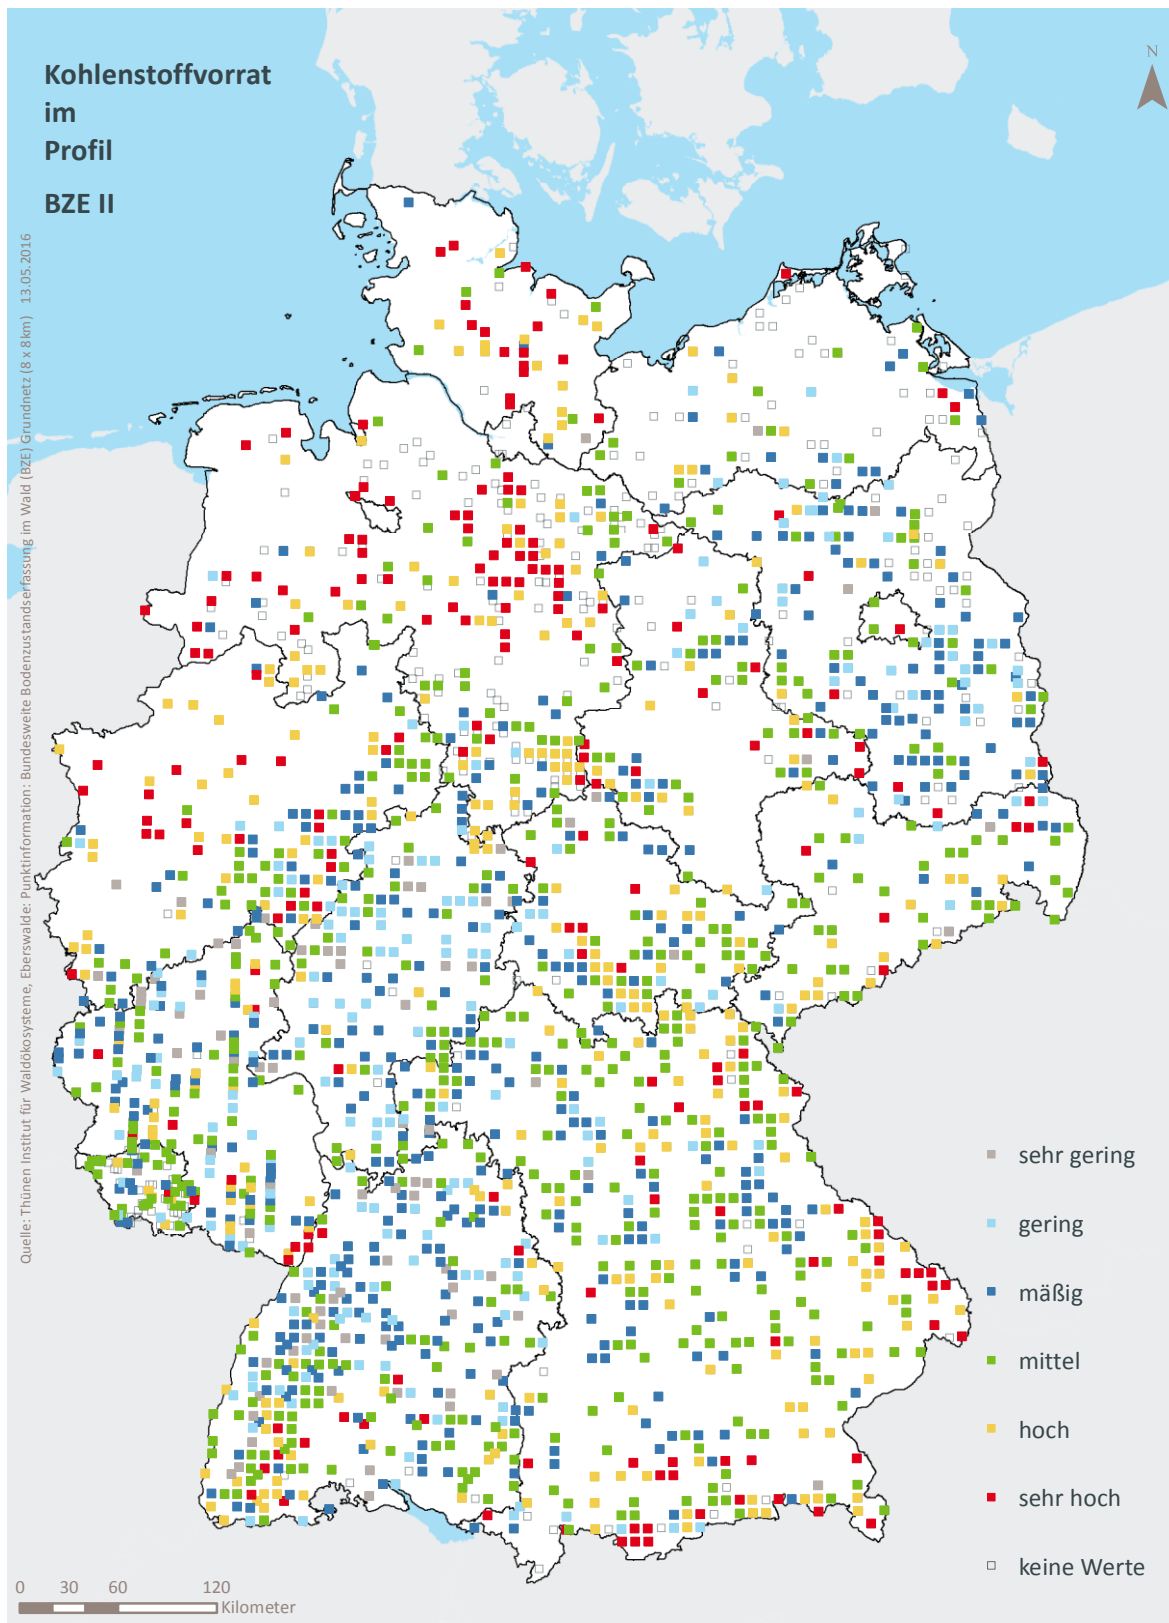 Kohlenstoffvorrat
im
Profil
BZE II
N
Quelle: Thünen Institut für Waldökosysteme, Eberswalde: Punktinformation: Bundesweite Bodenzustandserfassung im Wald (BZE) Grundnetz (8 x 8km) 13.05.2016
sehr gering
gering
mäßig
mittel
hoch
sehr hoch
keine Werte
0 30 60 120
Kilometer